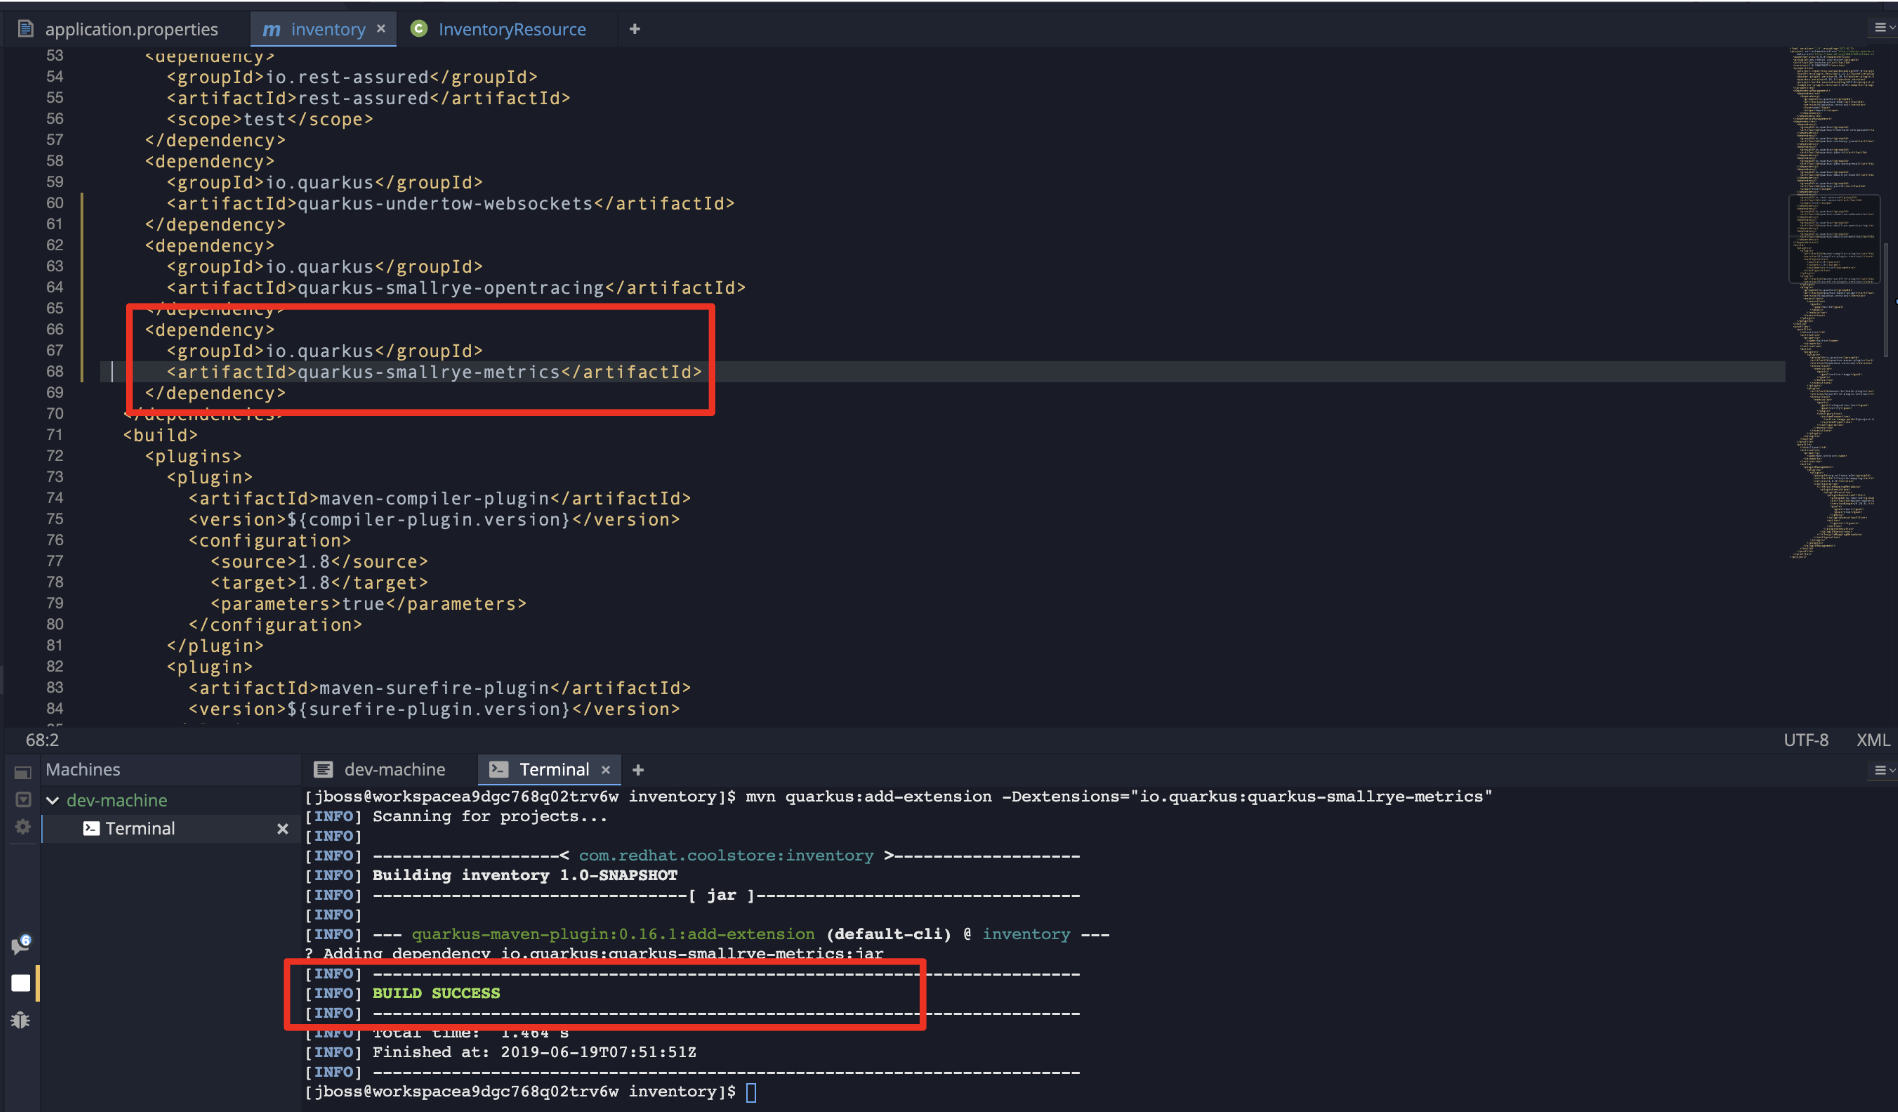 application.properties
m inventory ×
C InventoryResource
+
53 <dependency>
54 <groupId>io.rest-assured</groupId>
55 <artifactId>rest-assured</artifactId>
56 <scope>test</scope>
57 </dependency>
58 <dependency>
59 <groupId>io.quarkus</groupId>
60 <artifactId>quarkus-undertow-websockets</artifactId>
61 </dependency>
62 <dependency>
63 <groupId>io.quarkus</groupId>
64 <artifactId>quarkus-smallrye-opentracing</artifactId>
65 </dependency>
66 <dependency>
67 <groupId>io.quarkus</groupId>
68 <artifactId>quarkus-smallrye-metrics</artifactId>
69 </dependency>
70 </dependencies>
71 <build>
72 <plugins>
73 <plugin>
74 <artifactId>maven-compiler-plugin</artifactId>
75 <version>${compiler-plugin.version}</version>
76 <configuration>
77 <source>1.8</source>
78 <target>1.8</target>
79 <parameters>true</parameters>
80 </configuration>
81 </plugin>
82 <plugin>
83 <artifactId>maven-surefire-plugin</artifactId>
84 <version>${surefire-plugin.version}</version>
68:2
UTF-8 XML
Machines
dev-machine
Terminal ×
6
dev-machine
Terminal ×
+
[jboss@workspacea9dgc768q02trv6w inventory]$ mvn quarkus:add-extension -Dextensions="io.quarkus:quarkus-smallrye-metrics"
[INFO] Scanning for projects...
[INFO]
[INFO] -------------------< com.redhat.coolstore:inventory >-------------------
[INFO] Building inventory 1.0-SNAPSHOT
[INFO] --------------------------------[ jar ]---------------------------------
[INFO]
[INFO] --- quarkus-maven-plugin:0.16.1:add-extension (default-cli) @ inventory ---
? Adding dependency io.quarkus:quarkus-smallrye-metrics:jar
[INFO] ------------------------------------------------------------------------
[INFO] BUILD SUCCESS
[INFO] ------------------------------------------------------------------------
[INFO] Total time: 1.464 s
[INFO] Finished at: 2019-06-19T07:51:51Z
[INFO] ------------------------------------------------------------------------
[jboss@workspacea9dgc768q02trv6w inventory]$